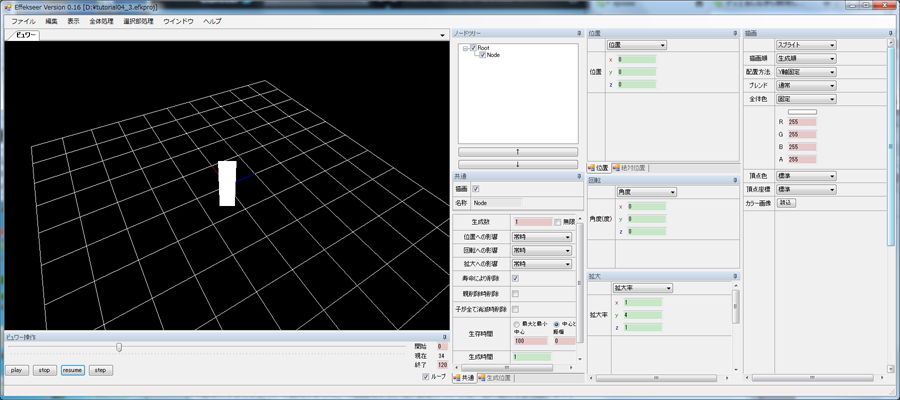 Effekseer Version 0.16 [D:¥tutorial04_3.efkproj]
ファイル 編集 表示 全体処理 選択部処理 ウインドウ ヘルプ
ビュワー
ビュワー操作
開始 0
現在 34
終了 120
play stop resume step
ループ
ノードツリー
Root
Node
↑
↓
共通
描画
名称 Node
生成数 1 無限
位置への影響 常時
回転への影響 常時
拡大への影響 常時
寿命により削除
親削除時削除
子が全て消滅時削除
生存時間 最大と最小 中心と振幅
中心 100 0
生成時間 1
共通 生成位置
位置
位置
位置
x 0
y 0
z 0
位置 絶対位置
回転
角度
角度(度)
x 0
y 0
z 0
拡大
拡大率
拡大率
x 1
y 4
z 1
描画
スプライト
描画順 生成順
配置方法 Y軸固定
ブレンド 通常
全体色 固定
R 255
G 255
B 255
A 255
頂点色 標準
頂点座標 標準
カラー画像 読込